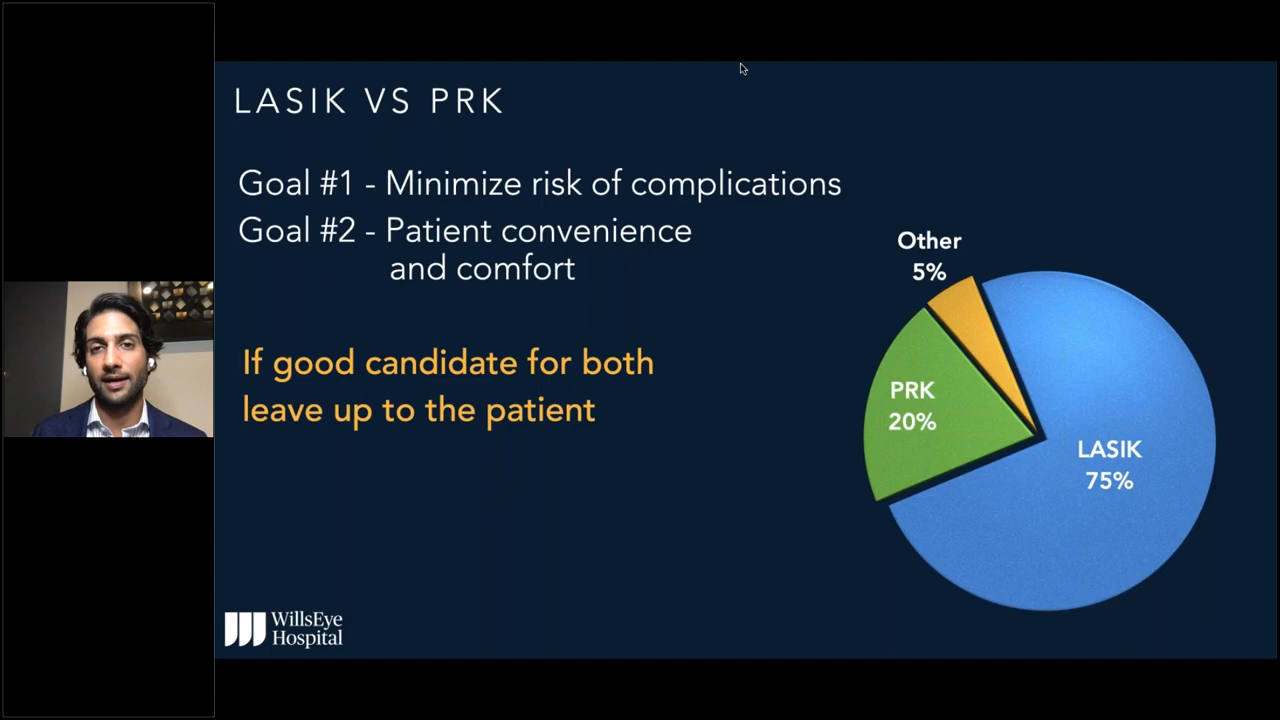 LASIK VS PRK
Goal #1 - Minimize risk of complications
Goal #2 - Patient convenience
and comfort
If good candidate for both
leave up to the patient
Other
5%
PRK
20%
LASIK
75%
WillsEye
Hospital